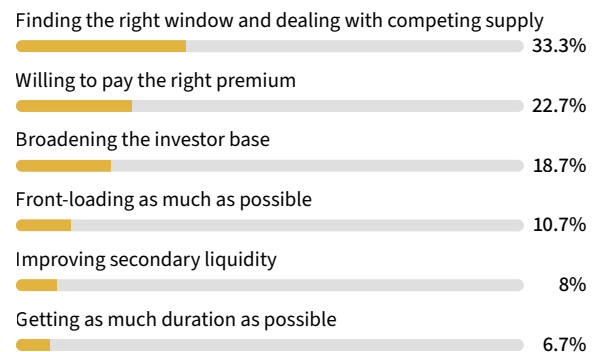 Finding the right window and dealing with competing supply
33.3%
Willing to pay the right premium
22.7%
Broadening the investor base
18.7%
Front-loading as much as possible
10.7%
Improving secondary liquidity
8%
Getting as much duration as possible
6.7%